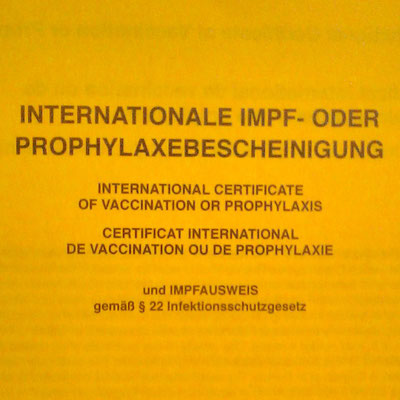 INTERNATIONALE IMPF- ODER
PROPHYLAXEBESCHEINIGUNG
INTERNATIONAL CERTIFICATE
OF VACCINATION OR PROPHYLAXIS
CERTIFICAT INTERNATIONAL
DE VACCINATION OU DE PROPHYLAXIE
und IMPFAUSWEIS
gemäß § 22 Infektionsschutzgesetz